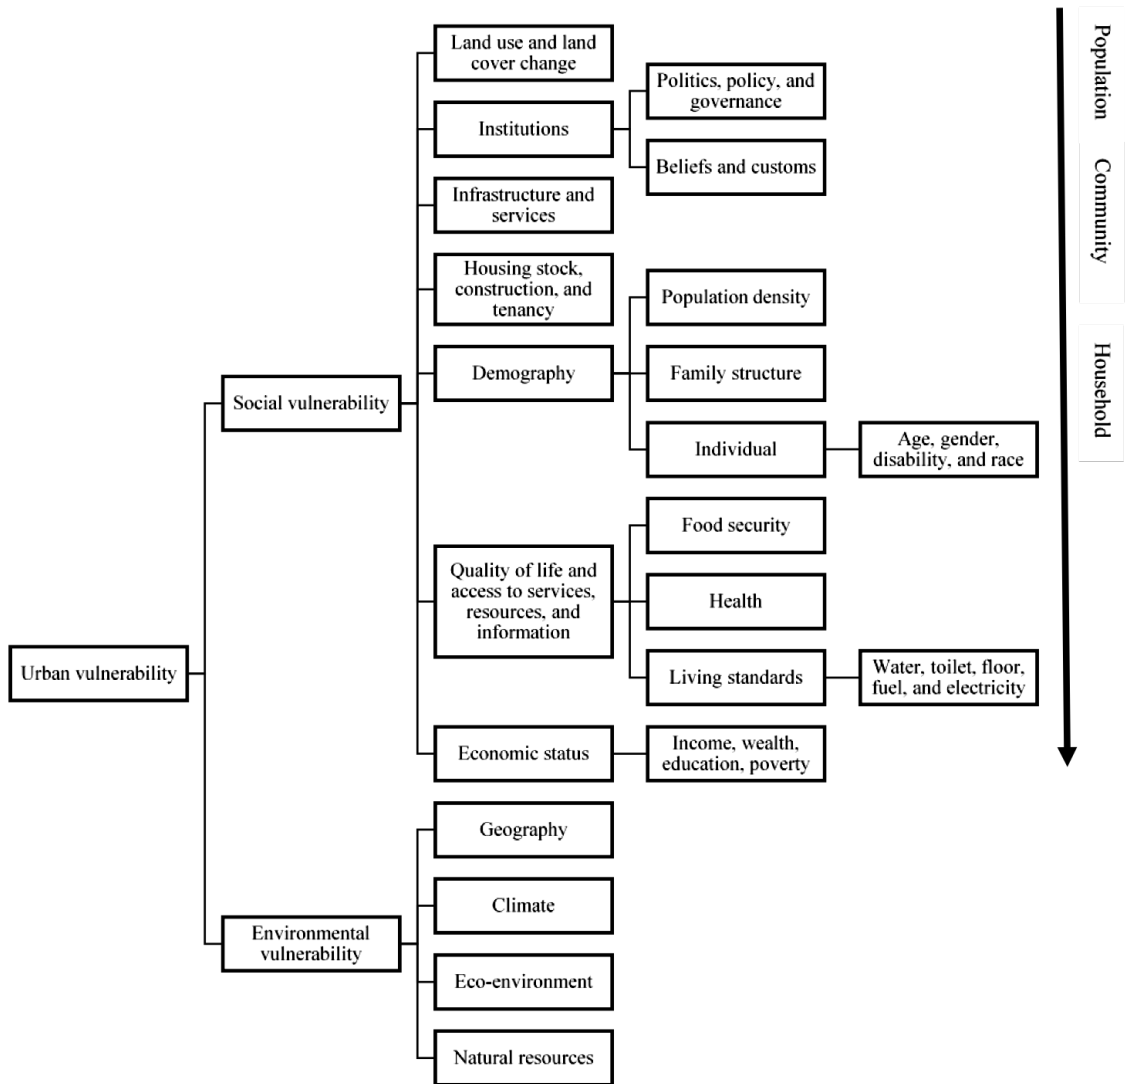 Land use and land
cover change
Politics, policy, and
governance
Institutions
Beliefs and customs
Infrastructure and
services
Housing stock,
construction, and
tenancy
Population density
Demography
Family structure
Social vulnerability
Individual
Age, gender,
disability, and race
Food security
Quality of life and
access to services,
resources, and
information
Health
Urban vulnerability
Living standards
Water, toilet, floor,
fuel, and electricity
Economic status
Income, wealth,
education, poverty
Geography
Climate
Environmental
vulnerability
Eco-environment
Natural resources
Population
Community
Household